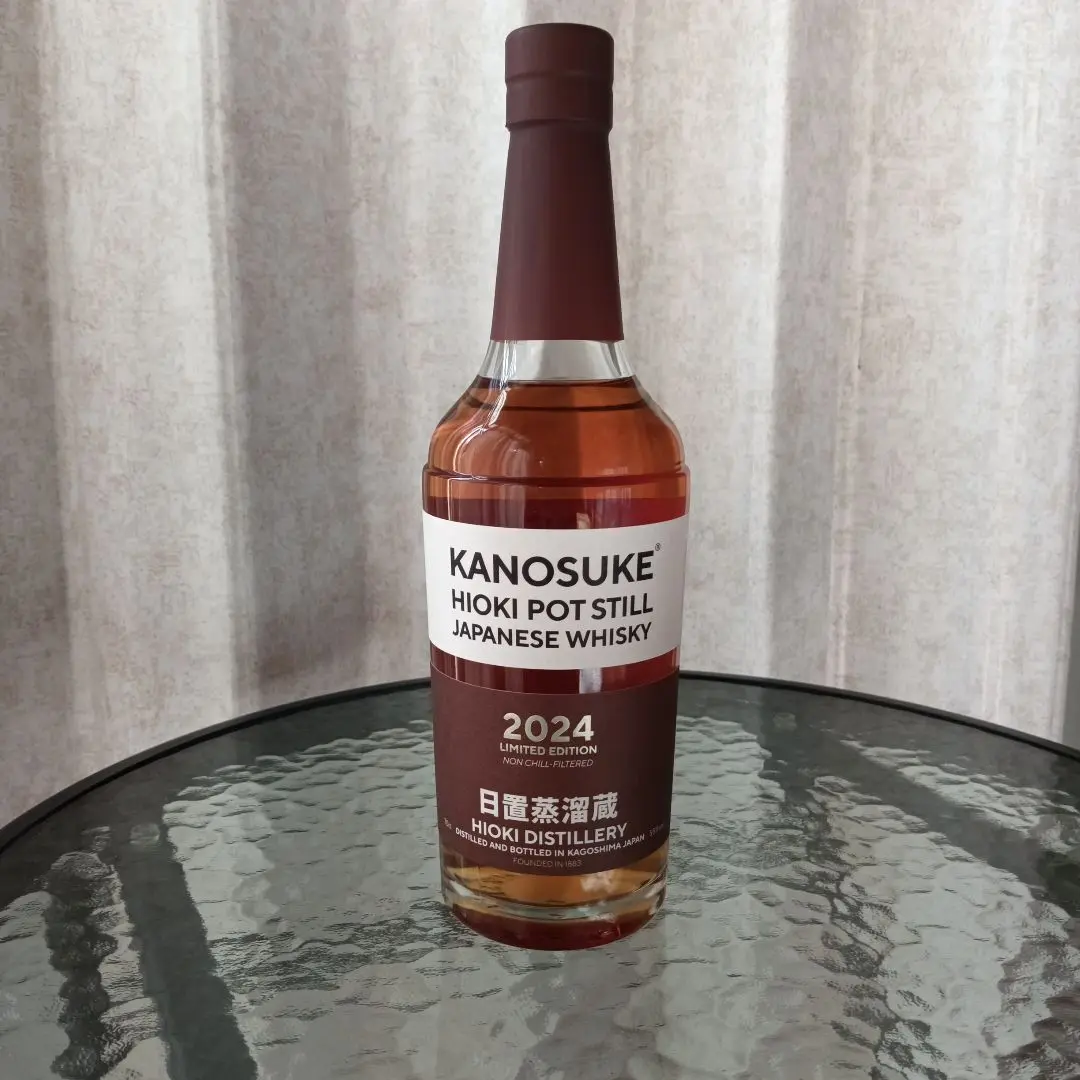 KANOSUKE®
HIOKI POT STILL
JAPANESE WHISKY
2024
LIMITED EDITION
NON CHILL-FILTERED
日置蒸溜蔵
HIOKI DISTILLERY
DISTILLED AND BOTTLED IN KAGOSHIMA JAPAN
FOUNDED IN 1883